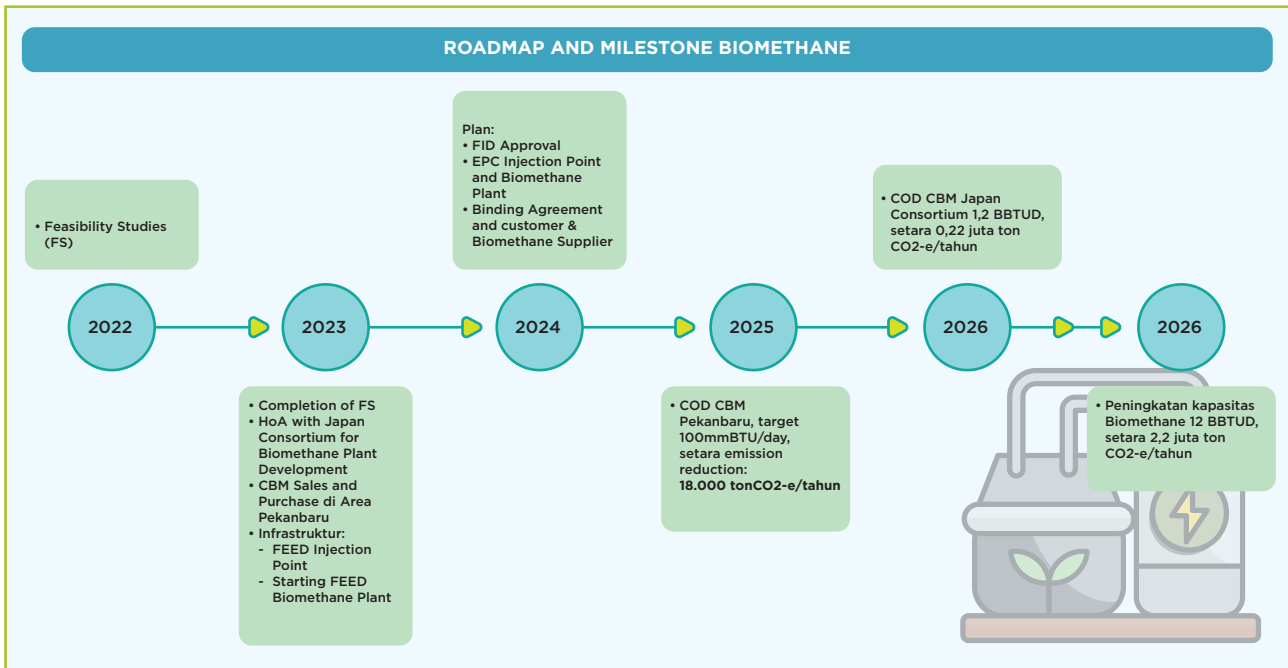 ROADMAP AND MILESTONE BIOMETHANE
2022
• Feasibility Studies
(FS)
2023
• Completion of FS
• HoA with Japan
Consortium for
Biomethane Plant
Development
• CBM Sales and
Purchase di Area
Pekanbaru
• Infrastruktur:
- FEED Injection
Point
- Starting FEED
Biomethane Plant
2024
Plan:
• FID Approval
• EPC Injection Point
and Biomethane
Plant
• Binding Agreement
and customer &
Biomethane Supplier
2025
• COD CBM
Pekanbaru, target
100mmBTU/day,
setara emission
reduction:
18.000 tonCO2-e/tahun
2026
• COD CBM Japan
Consortium 1,2 BBTUD,
setara 0,22 juta ton
CO2-e/tahun
2026
• Peningkatan kapasitas
Biomethane 12 BBTUD,
setara 2,2 juta ton
CO2-e/tahun